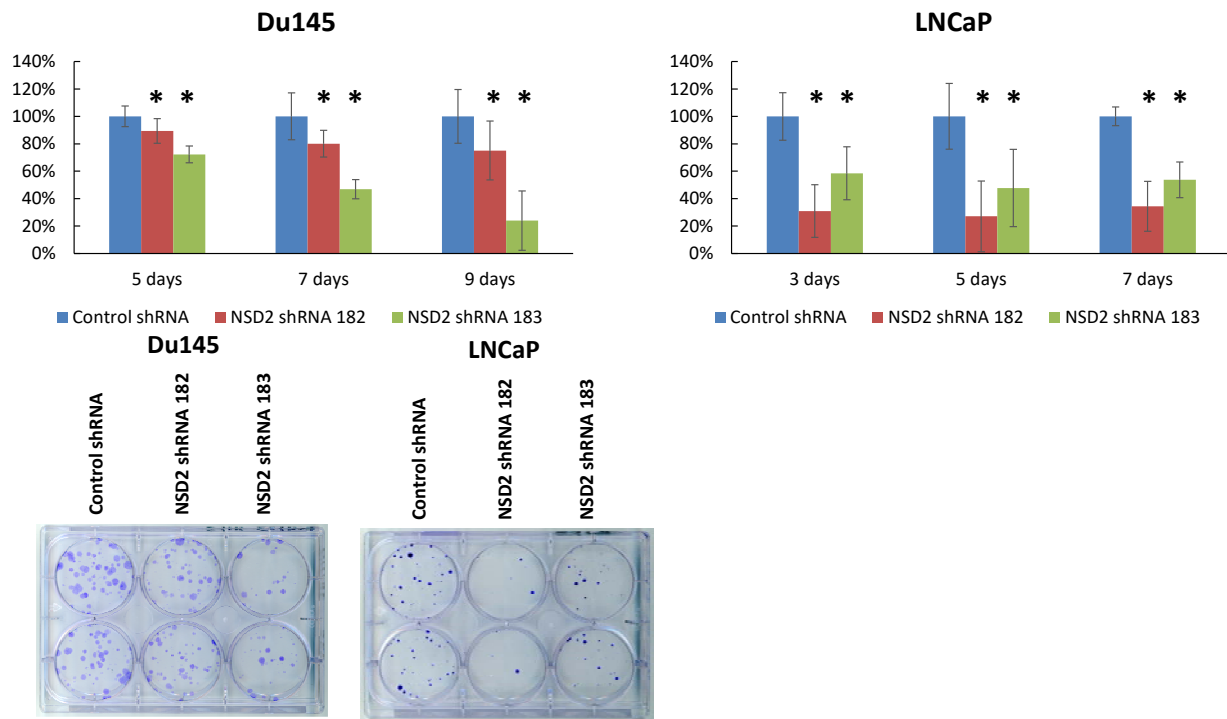 Du145
140%
120%
100%
80%
60%
40%
20%
0%
* * * * * *
5 days 7 days 9 days
Control shRNA NSD2 shRNA 182 NSD2 shRNA 183
LNCaP
140%
120%
100%
80%
60%
40%
20%
0%
* * * * * *
3 days 5 days 7 days
Control shRNA NSD2 shRNA 182 NSD2 shRNA 183
Du145
Control shRNA
NSD2 shRNA 182
NSD2 shRNA 183
LNCaP
Control shRNA
NSD2 shRNA 182
NSD2 shRNA 183